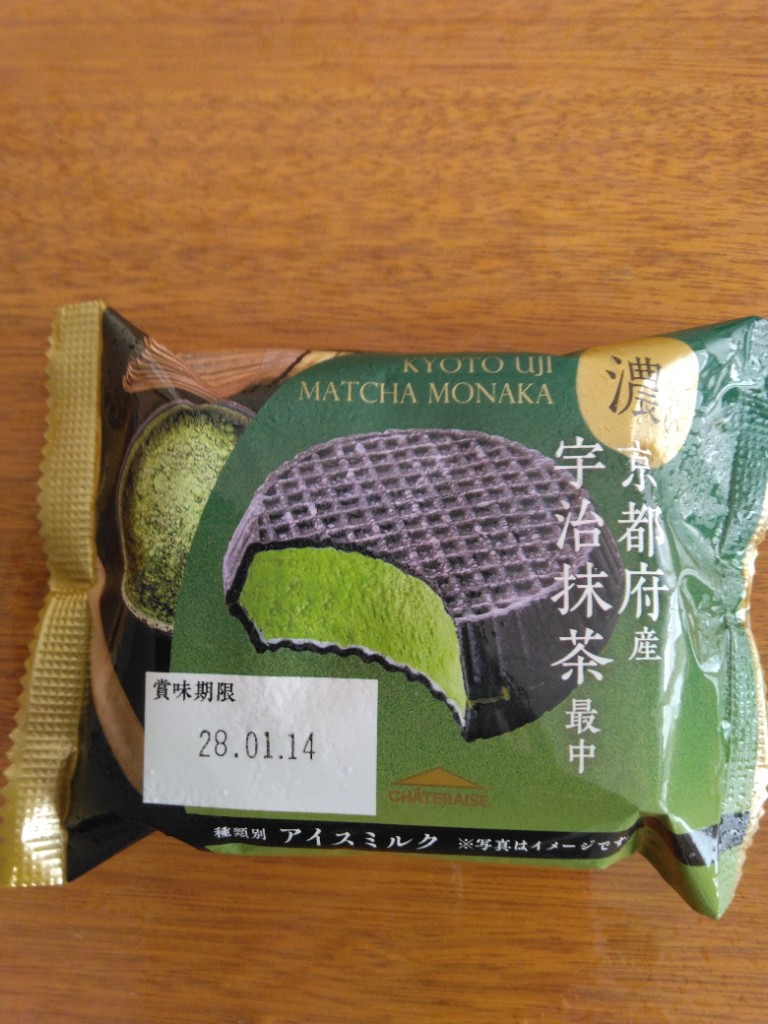 KYOTO UJI
MATCHA MONAKA
濃い
京都府産
宇治抹茶最中
賞味期限
28.01.14
CHÂTERAISE
種類別 アイスミルク ※写真はイメージです